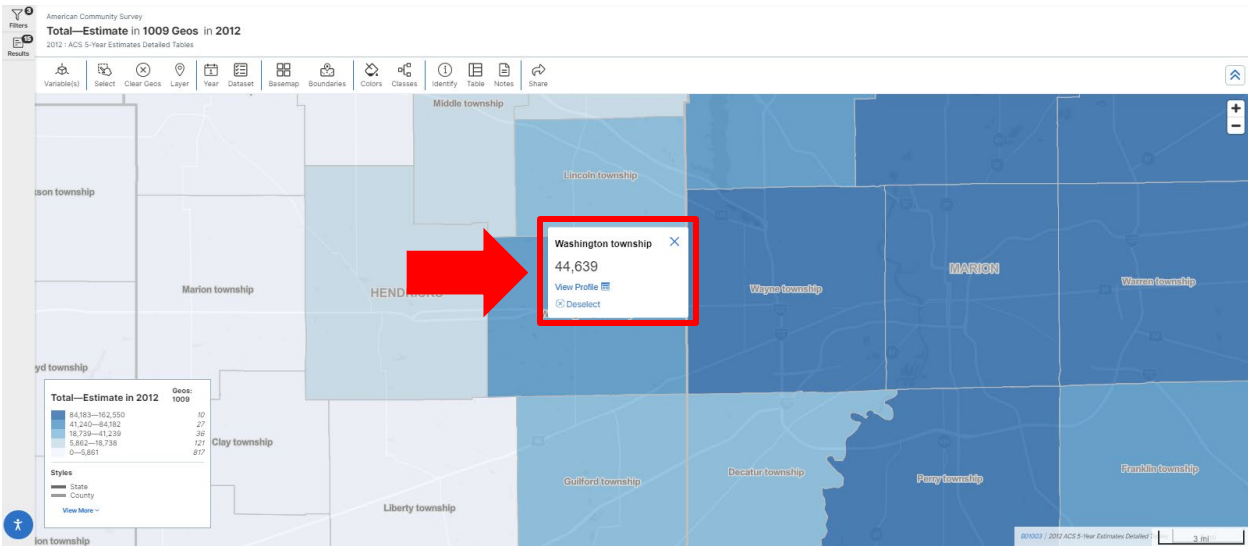 3
Filters
15
Results
American Community Survey
Total—Estimate in 1009 Geos in 2012
2012 : ACS 5-Year Estimates Detailed Tables
Variable(s) Select Clear Geos Layer Year Dataset Basemap Boundaries Colors Classes Identify Table Notes Share
Middle township
+
−
Lincoln township
son township
Washington township
44,639
View Profile
Deselect
MARION
Marion township
HENDRICKS
Wayne township
Warren township
yd township
Total—Estimate in 2012 Geos: 1009
84,183—162,550 10
41,240—84,182 27
18,739—41,239 36
5,862—18,738 121
0—5,861 817
Styles
State
County
View More
Clay township
Guilford township
Decatur township
Perry township
Franklin township
Liberty township
ion township
B01003 / 2012 ACS 5-Year Estimates Detailed
3 mi